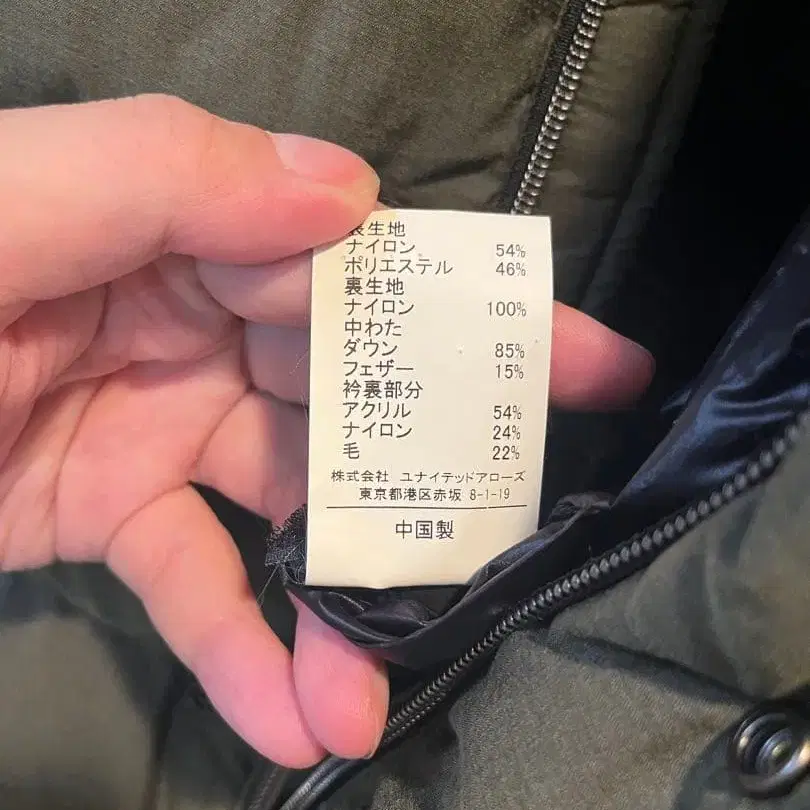 表生地
ナイロン 54%
ポリエステル 46%
裏生地
ナイロン 100%
中わた
ダウン 85%
フェザー 15%
衿裏部分
アクリル 54%
ナイロン 24%
毛 22%
株式会社 ユナイテッドアローズ
東京都港区赤坂 8-1-19
中国製